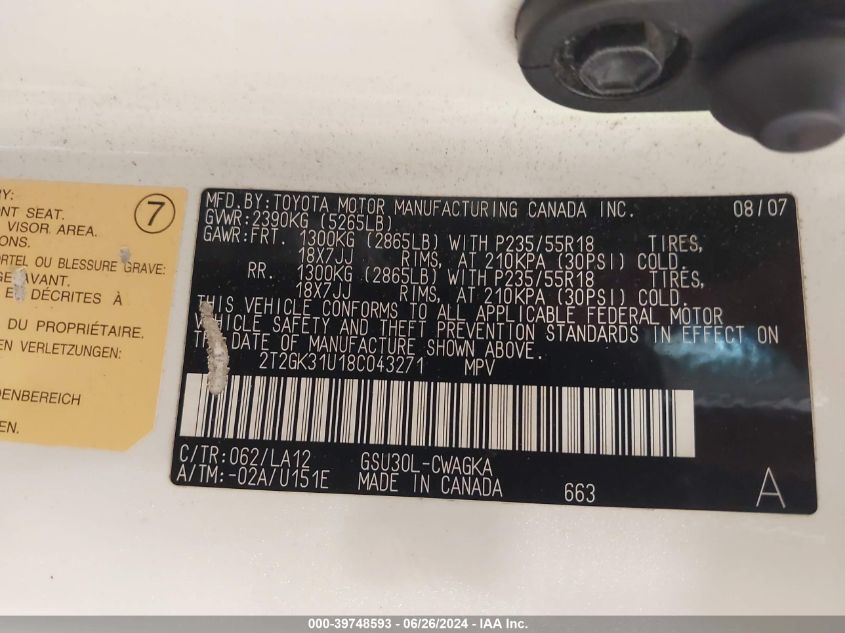 RY:
NT SEAT.
VISOR AREA.
ONS.
ORTEL OU BLESSURE GRAVE:
AVANT.
DÉCRITES À
DU PROPRIÉTAIRE.
EN VERLETZUNGEN:
DENBEREICH
7
MFD.BY:TOYOTA MOTOR MANUFACTURING CANADA INC. 08/07
GVWR:2390KG (5265LB)
GAWR:FRT. 1300KG (2865LB) WITH P235/55R18 TIRES,
18X7JJ RIMS, AT 210KPA (30PSI) COLD.
RR. 1300KG (2865LB) WITH P235/55R18 TIRES,
18X7JJ RIMS, AT 210KPA (30PSI) COLD.
THIS VEHICLE CONFORMS TO ALL APPLICABLE FEDERAL MOTOR
VEHICLE SAFETY AND THEFT PREVENTION STANDARDS IN EFFECT ON
THE DATE OF MANUFACTURE SHOWN ABOVE.
2T2GK31U18C043271 MPV
C/TR:062/LA12 GSU30L-CWAGKA
A/TM:-02A/U151E MADE IN CANADA 663 A
000-39748593 - 06/26/2024 - IAA Inc.